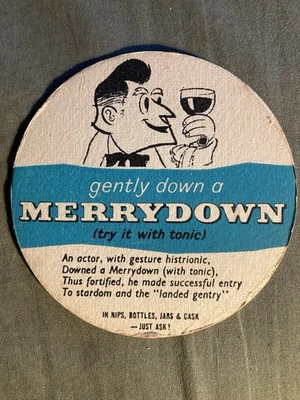 gently down a
MERRYDOWN
(try it with tonic)
An actor, with gesture histrionic,
Downed a Merrydown (with tonic),
Thus fortified, he made successful entry
To stardom and the "landed gentry"
IN NIPS, BOTTLES, JARS & CASK
— JUST ASK!